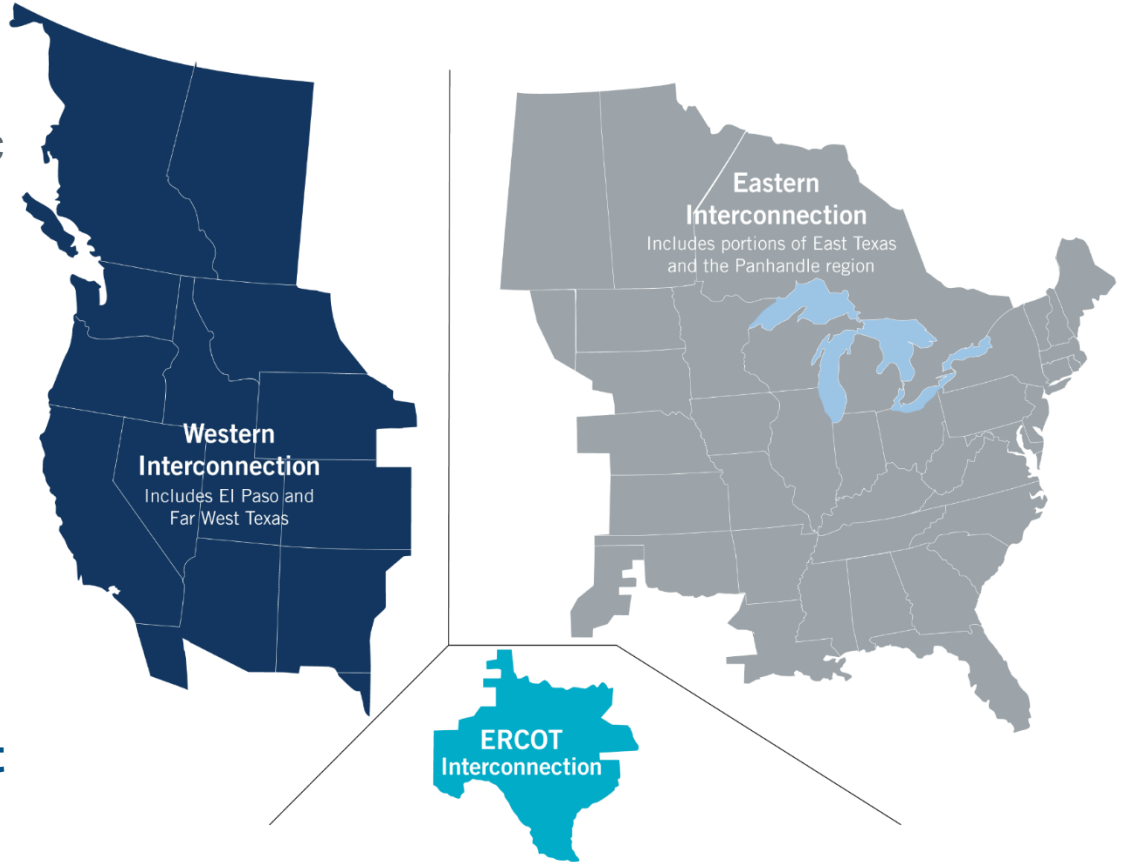 Eastern
Interconnection
Includes portions of East Texas
and the Panhandle region
Western
Interconnection
Includes El Paso and
Far West Texas
ERCOT
Interconnection